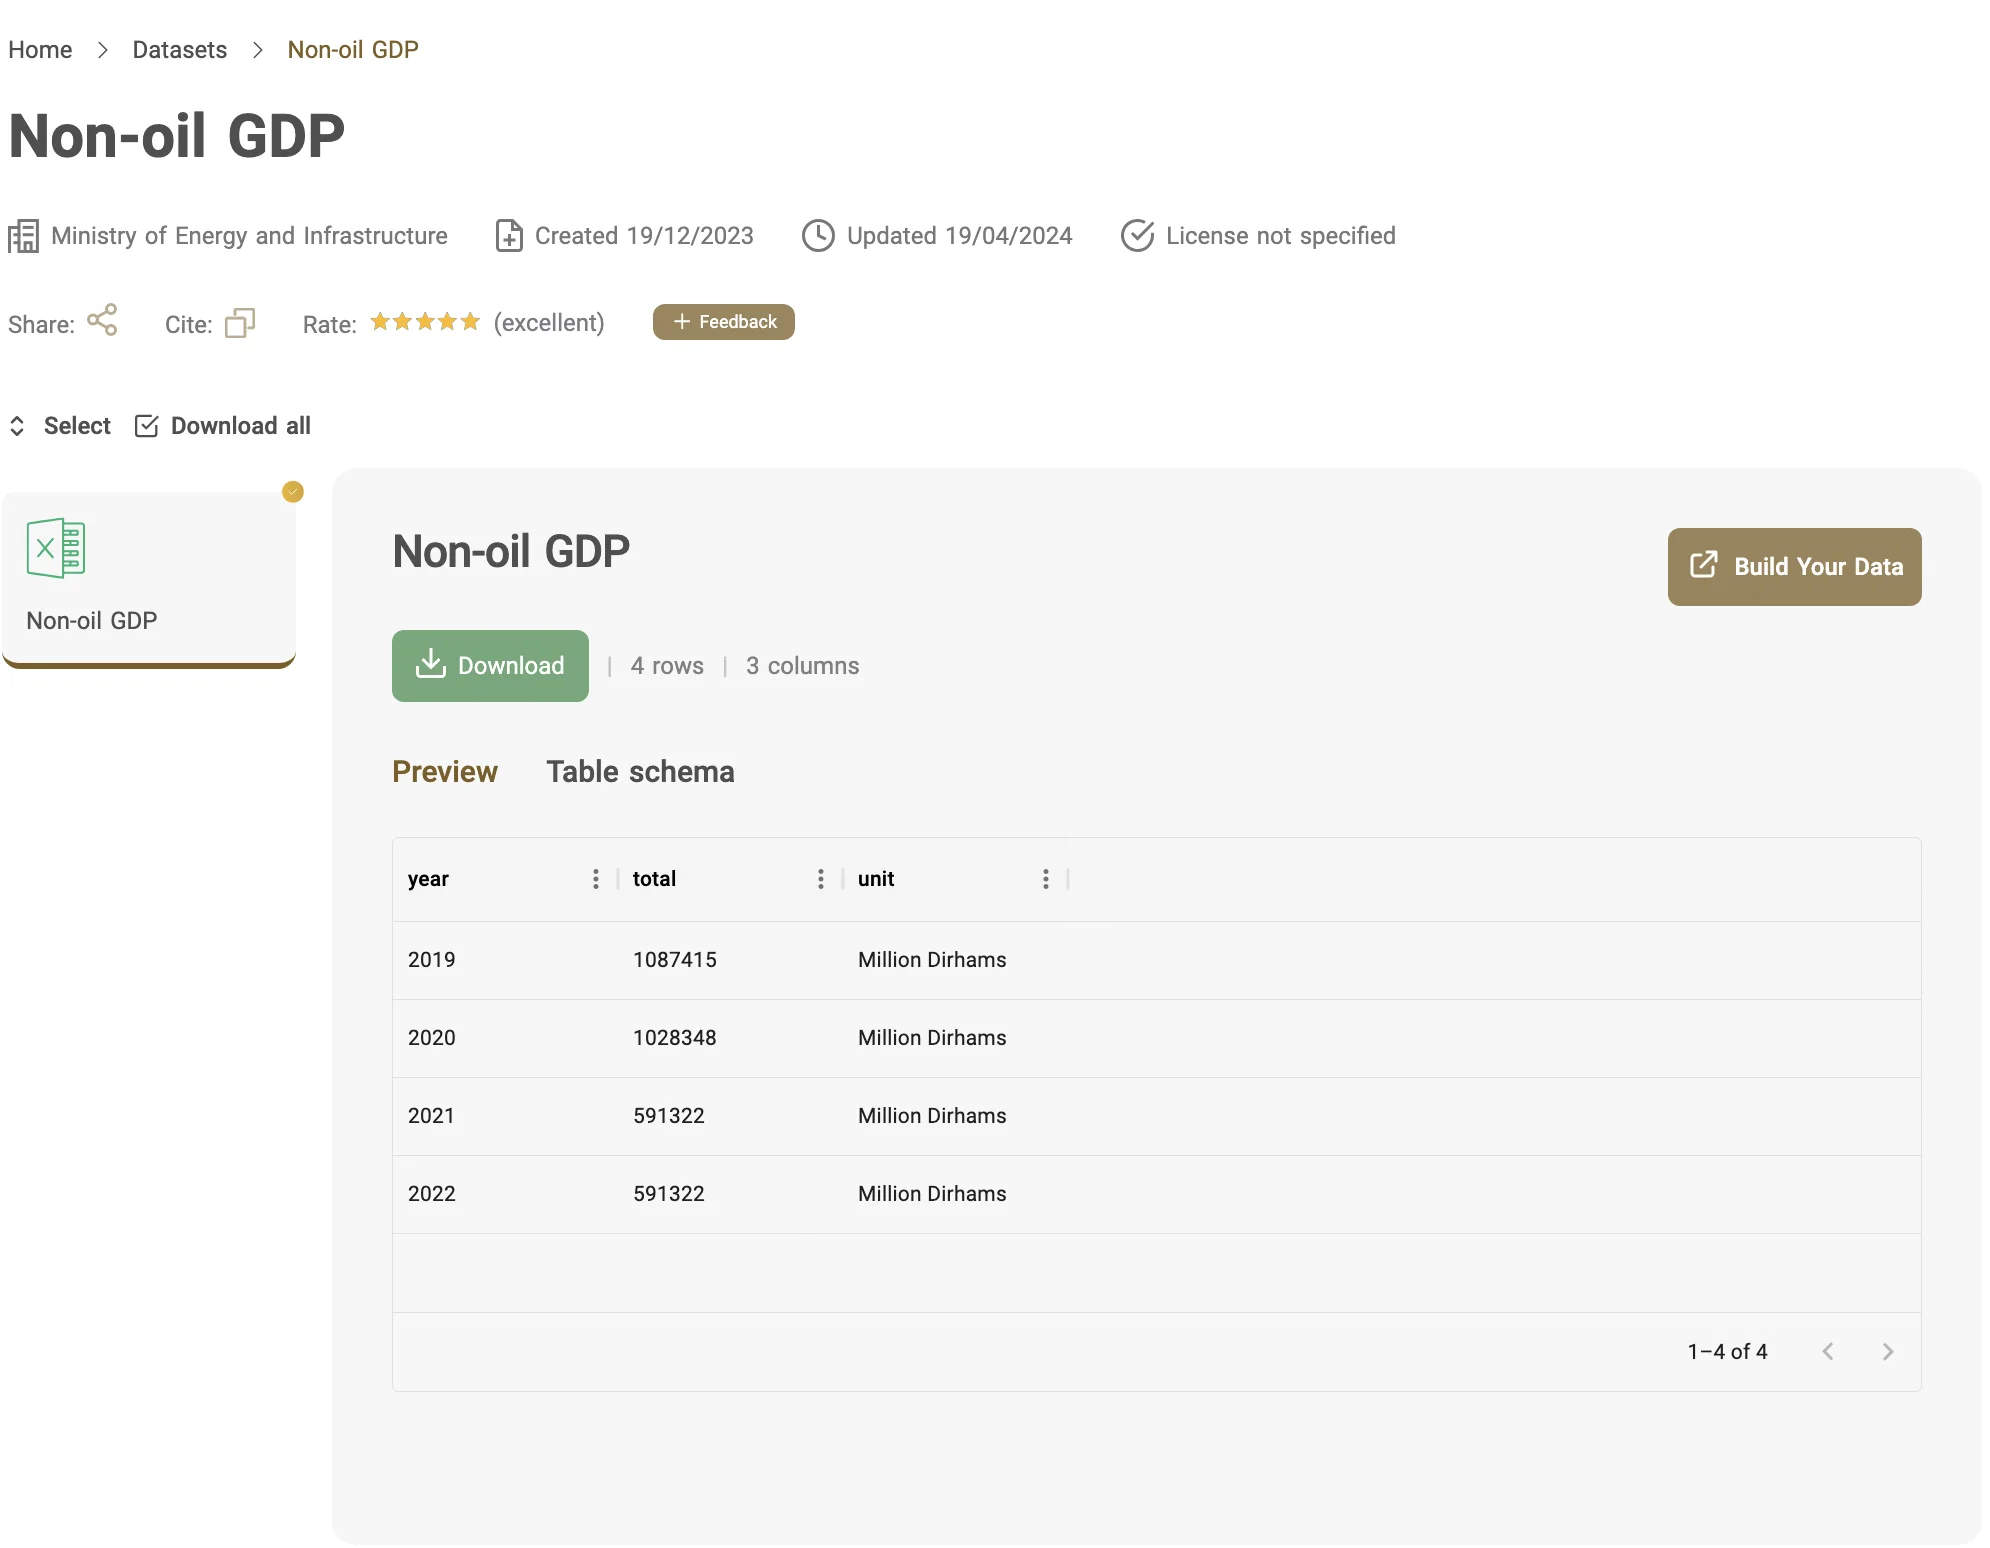 Home > Datasets > Non-oil GDP
Non-oil GDP
Ministry of Energy and Infrastructure Created 19/12/2023 Updated 19/04/2024 License not specified
Share: Cite: Rate: (excellent) + Feedback
Select Download all
Non-oil GDP
Non-oil GDP
Build Your Data
Download | 4 rows | 3 columns
Preview Table schema
year total unit
2019 1087415 Million Dirhams
2020 1028348 Million Dirhams
2021 591322 Million Dirhams
2022 591322 Million Dirhams
1–4 of 4